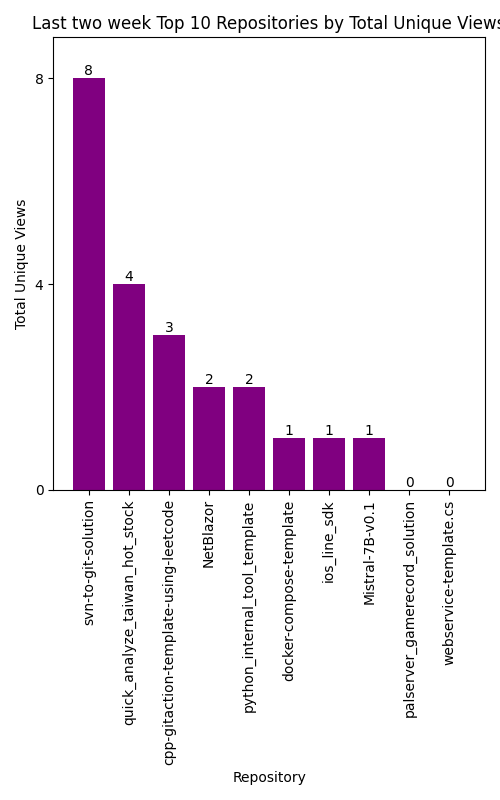 Last two week Top 10 Repositories by Total Unique Views
8
4
0
Total Unique Views
8
4
3
2
2
1
1
1
0
0
svn-to-git-solution
quick_analyze_taiwan_hot_stock
cpp-gitaction-template-using-leetcode
NetBlazor
python_internal_tool_template
docker-compose-template
ios_line_sdk
Mistral-7B-v0.1
palserver_gamerecord_solution
webservice-template.cs
Repository